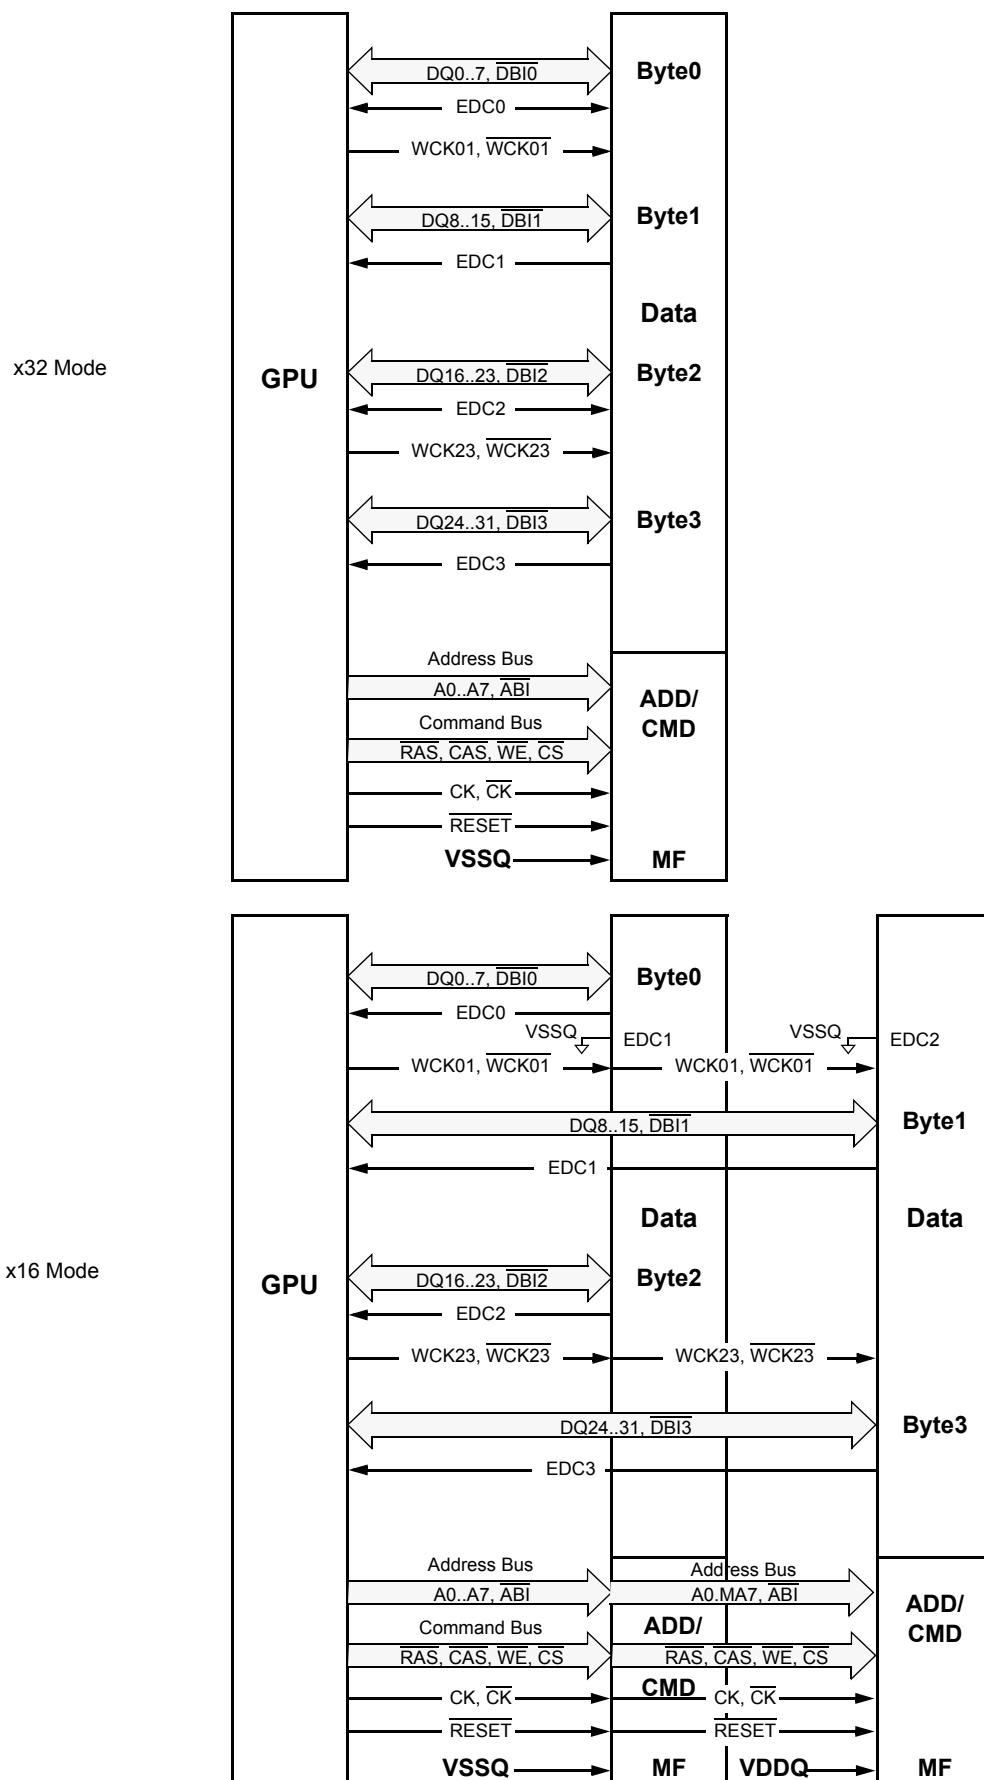 DQ0..7, DBI0
Byte0
EDC0
WCK01, WCK01
DQ8..15, DBI1
Byte1
EDC1
Data
x32 Mode
GPU
DQ16..23, DBI2
Byte2
EDC2
WCK23, WCK23
DQ24..31, DBI3
Byte3
EDC3
Address Bus
A0..A7, ABI
ADD/
CMD
Command Bus
RAS, CAS, WE, CS
CK, CK
RESET
VSSQ
MF
DQ0..7, DBI0
Byte0
EDC0
VSSQ
EDC1
VSSQ
EDC2
WCK01, WCK01
WCK01, WCK01
DQ8..15, DBI1
Byte1
EDC1
Data
Data
x16 Mode
GPU
DQ16..23, DBI2
Byte2
EDC2
WCK23, WCK23
WCK23, WCK23
DQ24..31, DBI3
Byte3
EDC3
Address Bus
Address Bus
A0..A7, ABI
A0.MA7, ABI
ADD/
CMD
Command Bus
ADD/
RAS, CAS, WE, CS
RAS, CAS, WE, CS
CMD
CK, CK
CK, CK
RESET
RESET
VSSQ
MF
VDDQ
MF